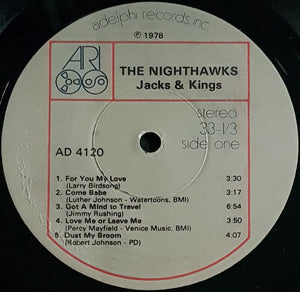 adelphi records, inc.
℗ 1978
ARI
THE NIGHTHAWKS
Jacks & Kings
stereo
33-1/3
side one
AD 4120
1. For You My Love 3:30
(Larry Birdsong)
2. Come Babe 3:17
(Luther Johnson - Watertoons, BMI)
3. Got A Mind to Travel 6:54
(Jimmy Rushing)
4. Love Me or Leave Me 3:50
(Percy Mayfield - Venice Music, BMI)
5. Dust My Broom 4:07
(Robert Johnson - PD)